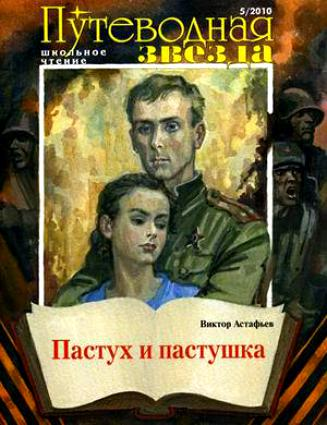 Путеводная
5/2010
школьное
чтение
звезда
Виктор Астафьев
Пастух и пастушка